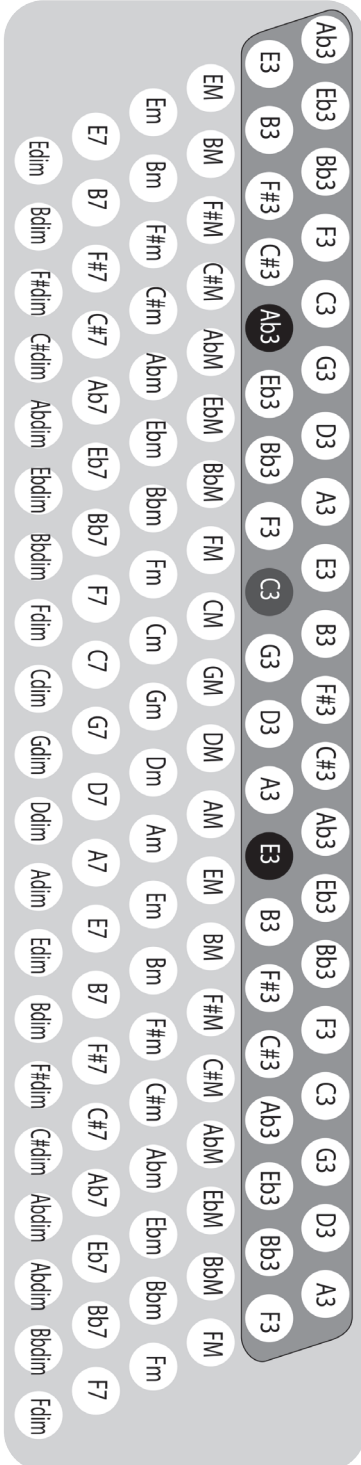 Ab3 Eb3 Bb3 F3 C3 G3 D3 A3 E3 B3 F#3 C#3 Ab3 Eb3 Bb3 F3 C3 G3 D3 A3
E3 B3 F#3 C#3 Ab3 Eb3 Bb3 F3 C3 G3 D3 A3 E3 B3 F#3 C#3 Ab3 Eb3 Bb3 F3
EM BM F#M C#M AbM EbM BbM FM CM GM DM AM EM BM F#M C#M AbM EbM BbM FM
Em Bm F#m C#m Abm Ebm Bbm Fm Cm Gm Dm Am Em Bm F#m C#m Abm Ebm Bbm Fm
E7 B7 F#7 C#7 Ab7 Eb7 Bb7 F7 C7 G7 D7 A7 E7 B7 F#7 C#7 Ab7 Eb7 Bb7 F7
Edim Bdim F#dim C#dim Abdim Ebdim Bbdim Fdim Cdim Gdim Ddim Adim Edim Bdim F#dim C#dim Abdim Abdim Bbdim Fdim